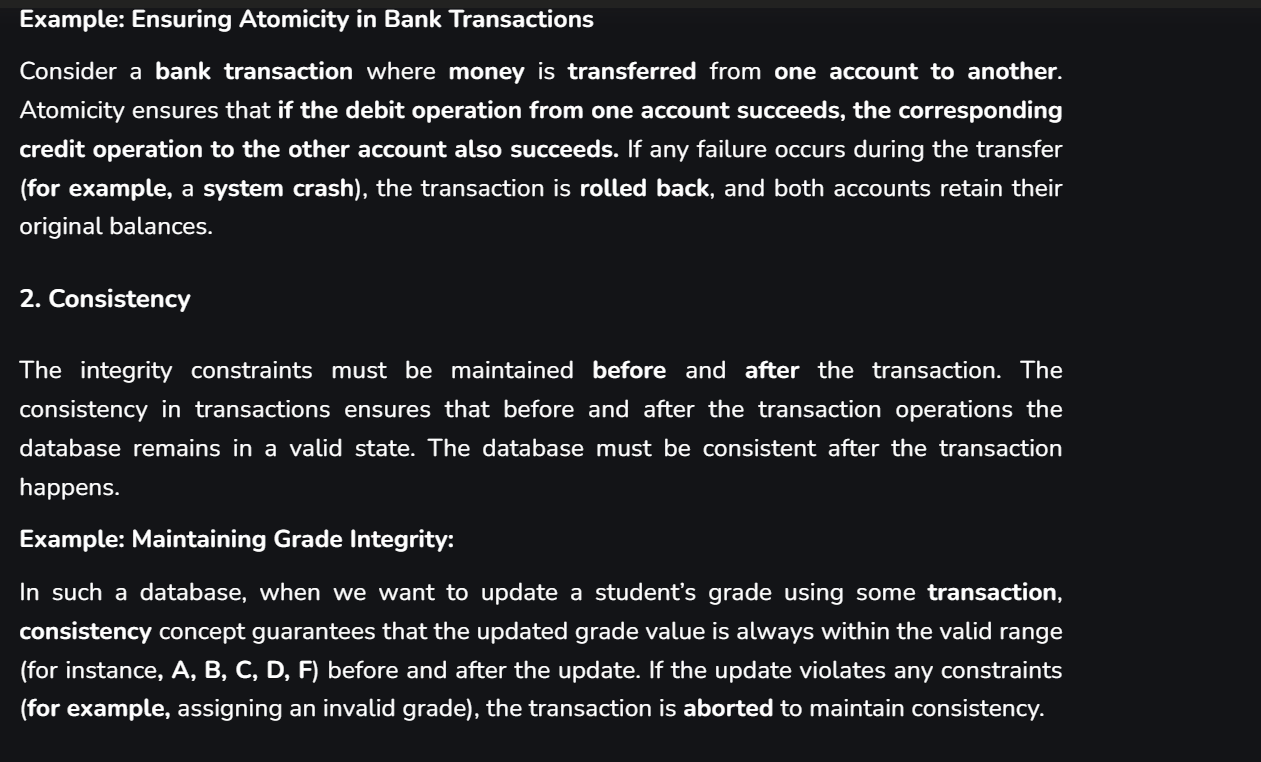 Example: Ensuring Atomicity in Bank Transactions
Consider a bank transaction where money is transferred from one account to another.
Atomicity ensures that if the debit operation from one account succeeds, the corresponding
credit operation to the other account also succeeds. If any failure occurs during the transfer
(for example, a system crash), the transaction is rolled back, and both accounts retain their
original balances.
2. Consistency
The integrity constraints must be maintained before and after the transaction. The
consistency in transactions ensures that before and after the transaction operations the
database remains in a valid state. The database must be consistent after the transaction
happens.
Example: Maintaining Grade Integrity:
In such a database, when we want to update a student’s grade using some transaction,
consistency concept guarantees that the updated grade value is always within the valid range
(for instance, A, B, C, D, F) before and after the update. If the update violates any constraints
(for example, assigning an invalid grade), the transaction is aborted to maintain consistency.